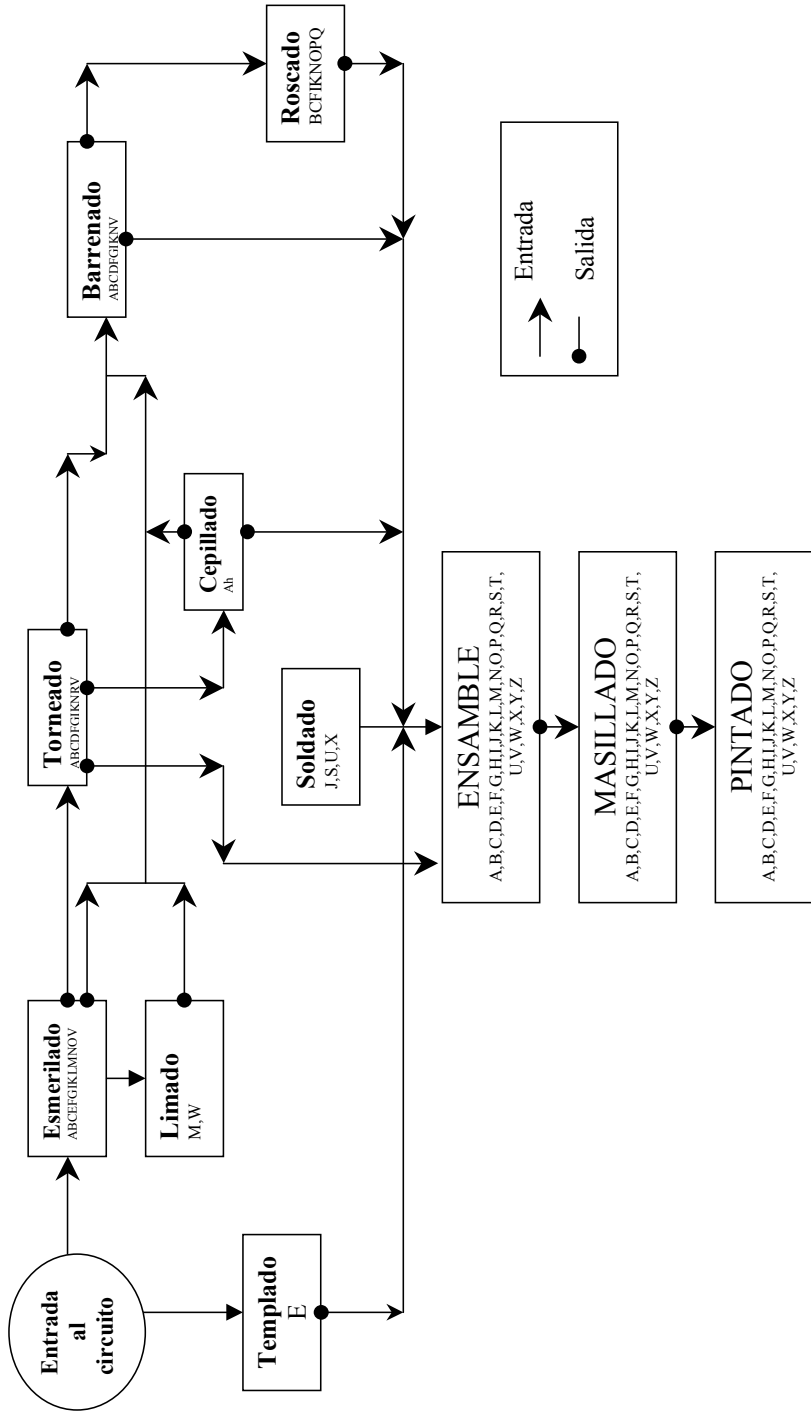 Entrada
al
circuito
Esmerilado
ABCEFGIKLMNOV
Limado
M,W
Templado
E
Torneado
ABCDFGIKNRV
Cepillado
Ah
Barrenado
ABCDFGIKNV
Roscado
BCFIKNOPQ
Soldado
J,S,U,X
ENSAMBLE
A,B,C,D,E,F,G,H,I,J,K,L,M,N,O,P,Q,R,S,T,
U,V,W,X,Y,Z
MASILLADO
A,B,C,D,E,F,G,H,I,J,K,L,M,N,O,P,Q,R,S,T,
U,V,W,X,Y,Z
PINTADO
A,B,C,D,E,F,G,H,I,J,K,L,M,N,O,P,Q,R,S,T,
U,V,W,X,Y,Z
Entrada
Salida